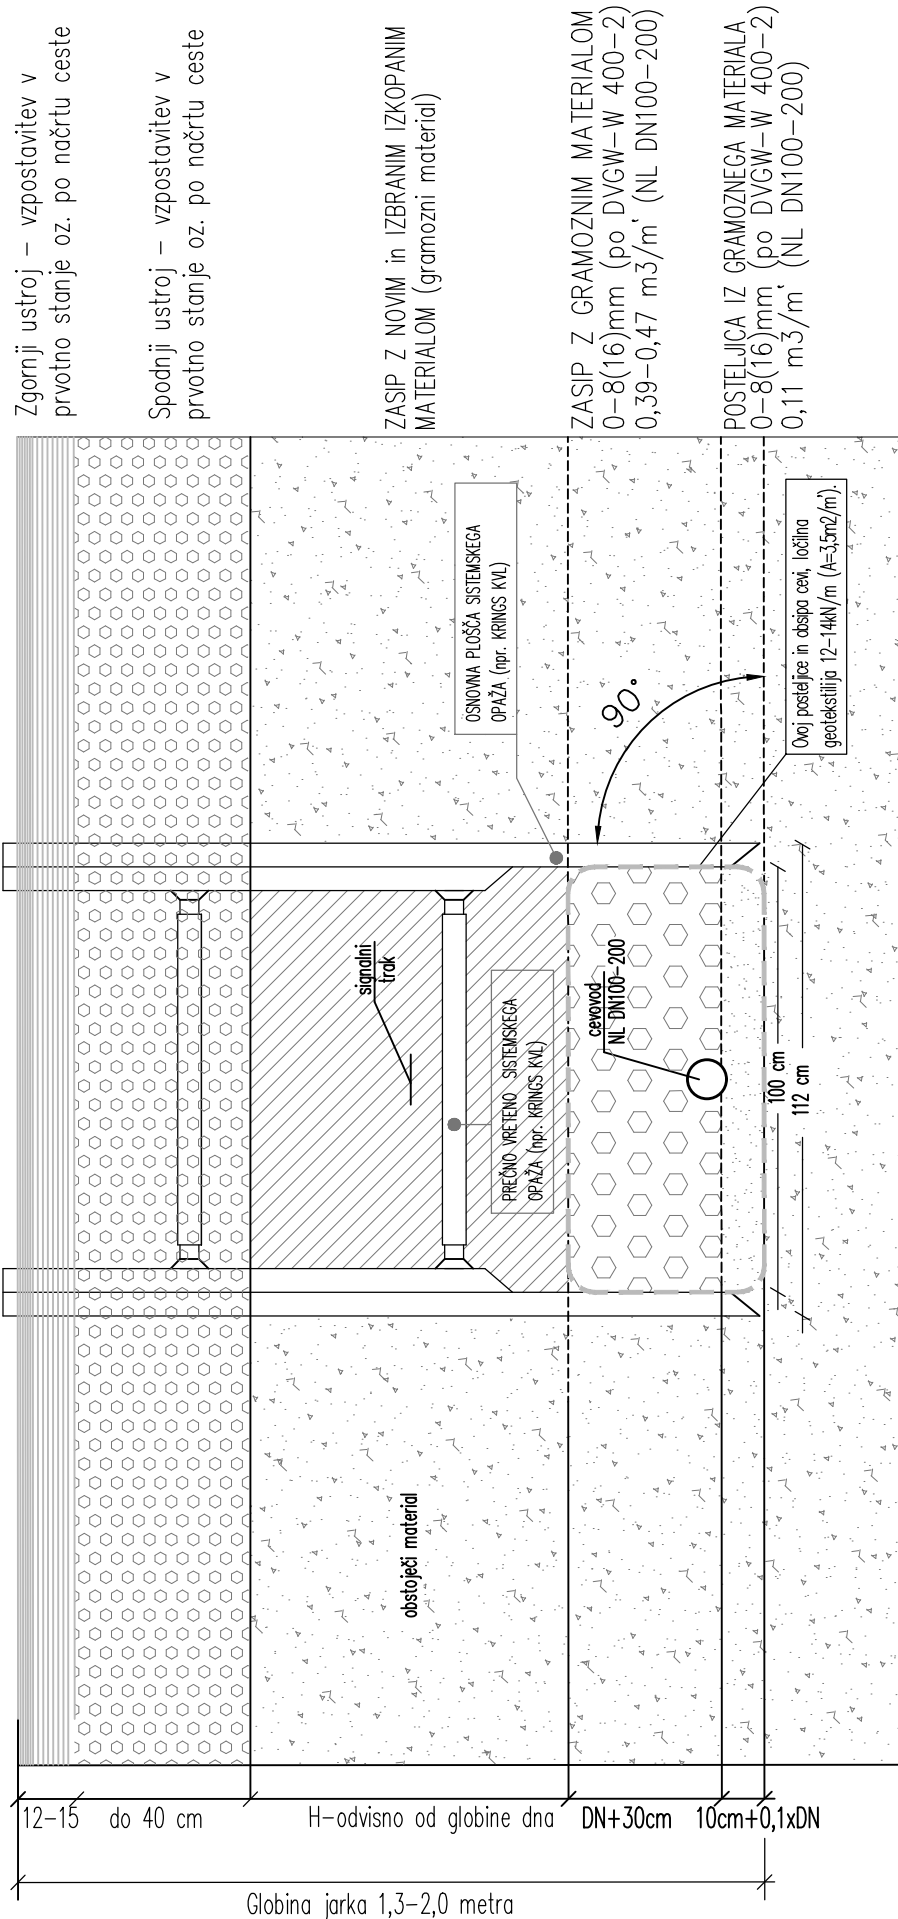 Zgornji ustroj – vzpostavitev v
prvotno stanje oz. po načrtu ceste
Spodnji ustroj – vzpostavitev v
prvotno stanje oz. po načrtu ceste
ZASIP Z NOVIM in IZBRANIM IZKOPANIM
MATERIALOM (gramozni material)
ZASIP Z GRAMOZNIM MATERIALOM
0-8(16)mm (po DVGW-W 400-2)
0,39-0,47 m3/m' (NL DN100-200)
POSTELJICA IZ GRAMOZNEGA MATERIALA
0-8(16)mm (po DVGW-W 400-2)
0,11 m3/m' (NL DN100-200)
OSNOVNA PLOŠČA SISTEMSKEGA
OPAŽA (npr. KRINGS KVL)
90°
Ovoj posteljice in obsipa cevi, ločilna
geotekstilija 12-14kN/m (A=3,5m2/m').
signalni
trak
PREČNO VRETENO SISTEMSKEGA
OPAŽA (npr. KRINGS KVL)
cevovod
NL DN100-200
100 cm
112 cm
obstoječi material
12-15
do 40 cm
H-odvisno od globine dna
DN+30cm
10cm+0,1xDN
Globina jarka 1,3-2,0 metra